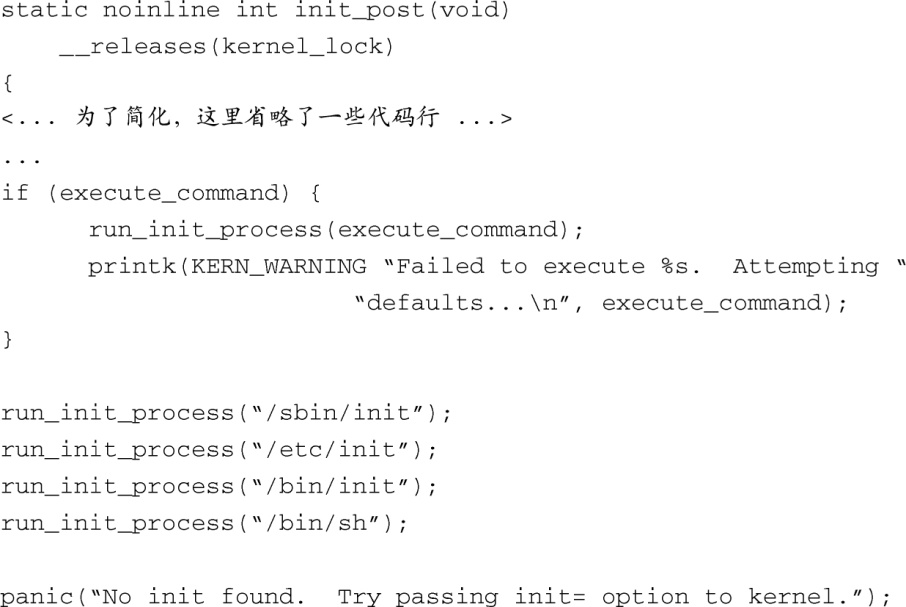 static noinline int init_post(void)
    __releases(kernel_lock)
{
<... 为了简化，这里省略了一些代码行 ...>
...
if (execute_command) {
      run_init_process(execute_command);
      printk(KERN_WARNING “Failed to execute %s.  Attempting “
                        “defaults...\n”, execute_command);
}

run_init_process(“/sbin/init”);
run_init_process(“/etc/init”);
run_init_process(“/bin/init”);
run_init_process(“/bin/sh”);

panic(“No init found.  Try passing init= option to kernel.”);